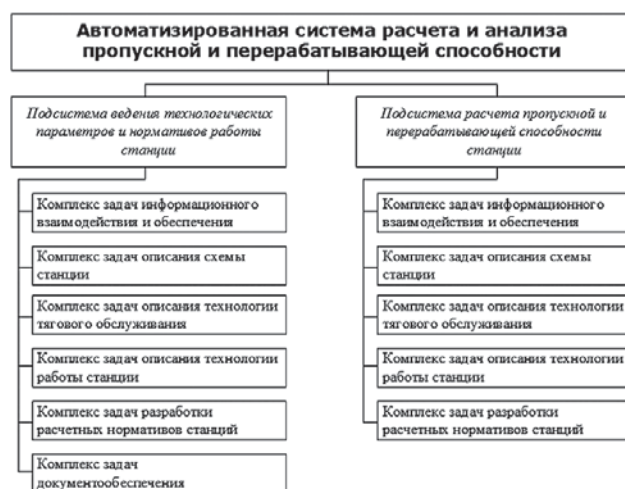 Автоматизированная система расчета и анализа
пропускной и перерабатывающей способности
Подсистема ведения технологических
параметров и нормативов работы
станции
Комплекс задач информационного
взаимодействия и обеспечения
Комплекс задач описания схемы
станции
Комплекс задач описания технологии
тягового обслуживания
Комплекс задач описания технологии
работы станции
Комплекс задач разработки
расчетных нормативов станций
Комплекс задач
документообеспечения
Подсистема расчета пропускной и
перерабатывающей способности
станции
Комплекс задач информационного
взаимодействия и обеспечения
Комплекс задач описания схемы
станции
Комплекс задач описания технологии
тягового обслуживания
Комплекс задач описания технологии
работы станции
Комплекс задач разработки
расчетных нормативов станций